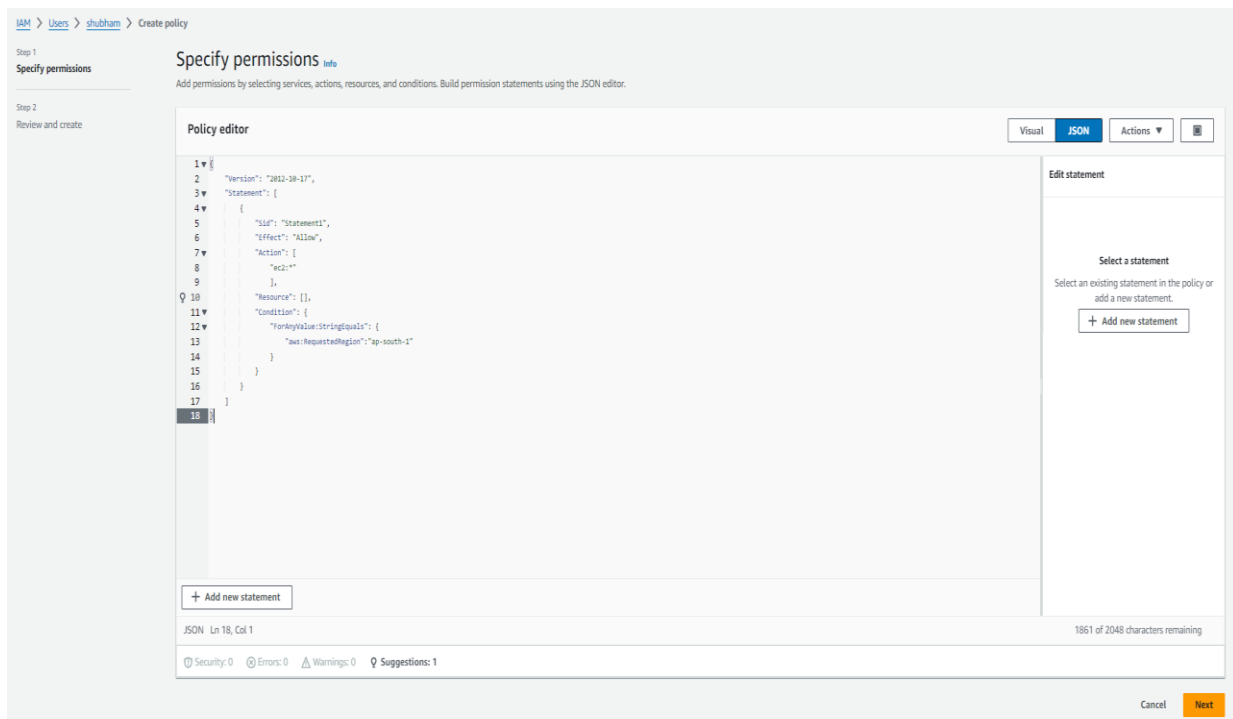 IAM > Users > shubham > Create policy
Step 1
Specify permissions
Step 2
Review and create
Specify permissions Info
Add permissions by selecting services, actions, resources, and conditions. Build permission statements using the JSON editor.
Policy editor
Visual JSON Actions ▼
1 ▼ {
2 "Version": "2012-10-17",
3 ▼ "Statement": [
4 ▼ {
5 "Sid": "Statement1",
6 "Effect": "Allow",
7 ▼ "Action": [
8 "ec2:*"
9 ],
10 "Resource": [],
11 ▼ "Condition": {
12 ▼ "ForAnyValue:StringEquals": {
13 "aws:RequestedRegion":"ap-south-1"
14 }
15 }
16 }
17 ]
18 }
+ Add new statement
JSON Ln 18, Col 1
1861 of 2048 characters remaining
Security: 0 Errors: 0 Warnings: 0 Suggestions: 1
Edit statement
Select a statement
Select an existing statement in the policy or
add a new statement.
+ Add new statement
Cancel Next